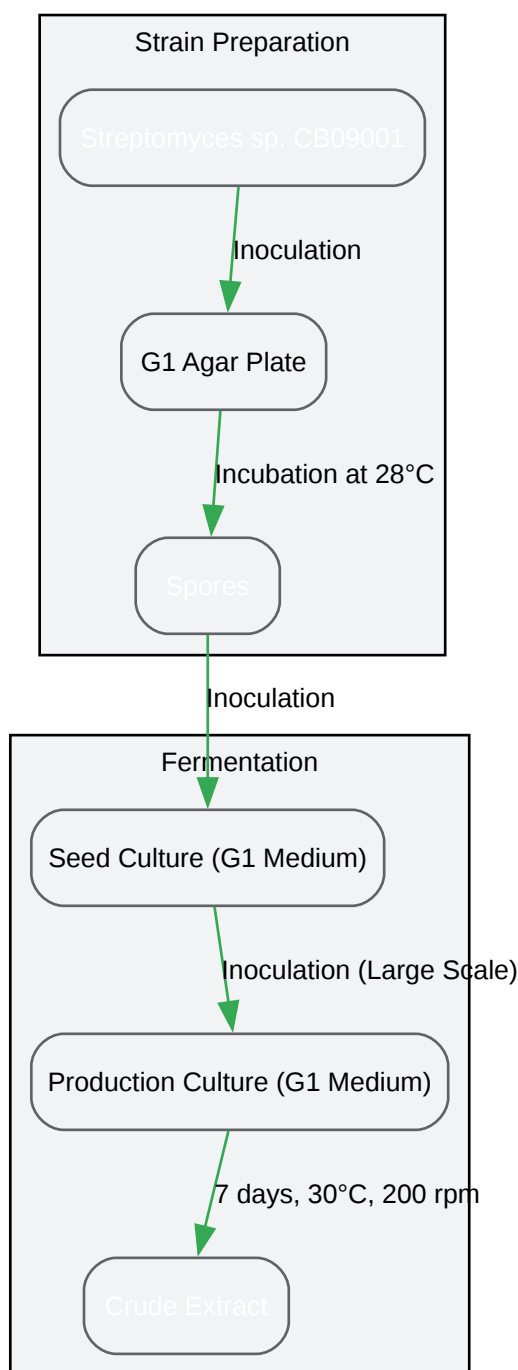 Strain Preparation
Streptomyces sp. CB09001
Inoculation
G1 Agar Plate
Incubation at 28°C
Spores
Inoculation
Fermentation
Seed Culture (G1 Medium)
Inoculation (Large Scale)
Production Culture (G1 Medium)
7 days, 30°C, 200 rpm
Crude Extract